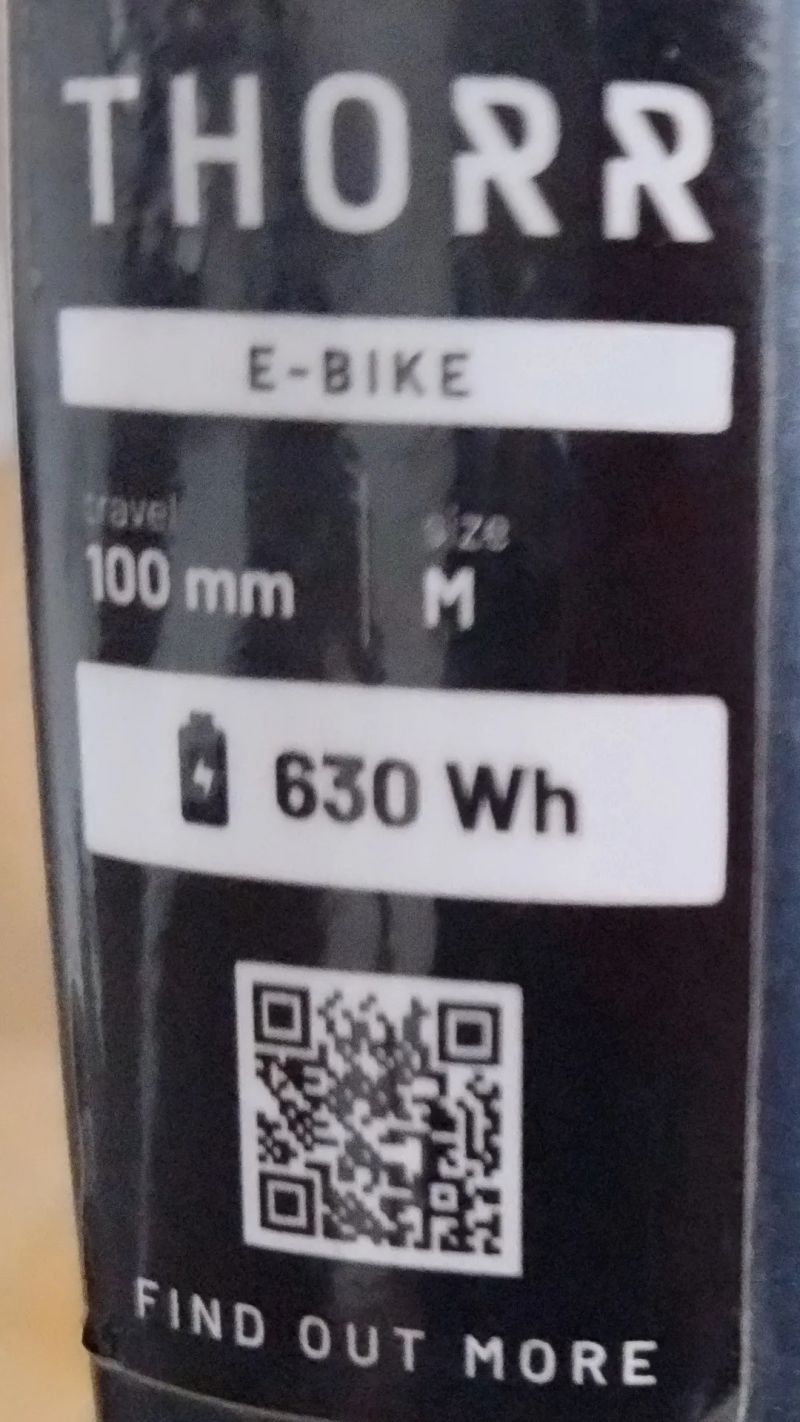 THORR
E-BIKE
travel size
100 mm M
630 Wh
FIND OUT MORE